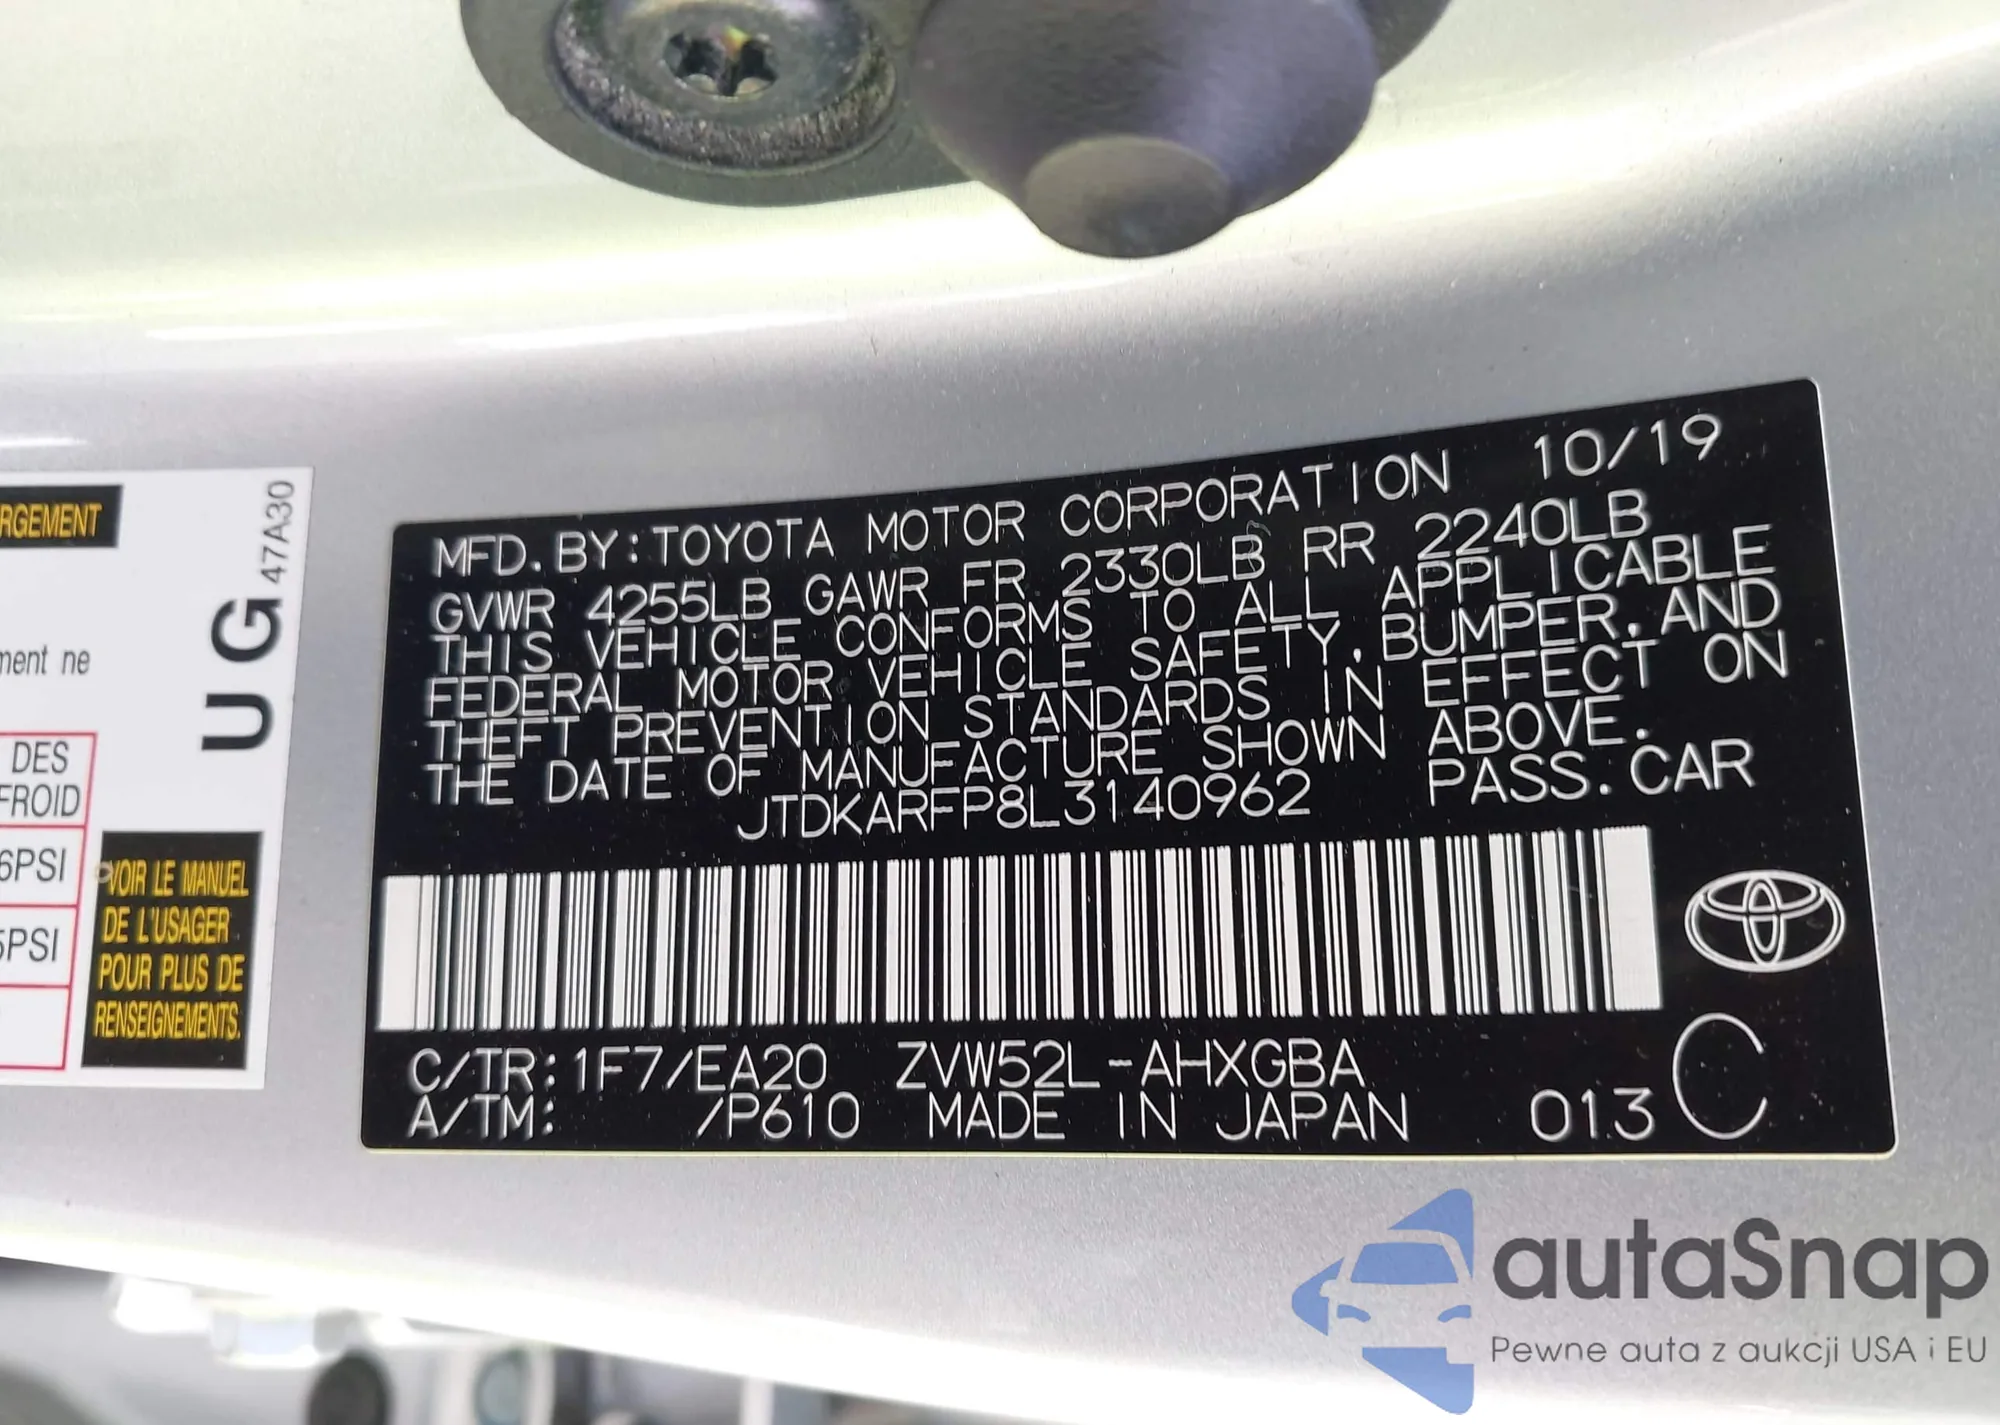 RGEMENT
47A30
UG
ment ne
DES
FROID
6PSI
5PSI
VOIR LE MANUEL
DE L'USAGER
POUR PLUS DE
RENSEIGNEMENTS.
MFD. BY: TOYOTA MOTOR CORPORATION 10/19
GVWR 4255LB GAWR FR 2330LB RR 2240LB
THIS VEHICLE CONFORMS TO ALL APPLICABLE
FEDERAL MOTOR VEHICLE SAFETY, BUMPER, AND
THEFT PREVENTION STANDARDS IN EFFECT ON
THE DATE OF MANUFACTURE SHOWN ABOVE.
JTDKARFP8L3140962 PASS. CAR
C/TR: 1F7/EA20 ZVW52L-AHXGBA
A/TM: /P610 MADE IN JAPAN 013 C
autaSnap
Pewne auta z aukcji USA i EU